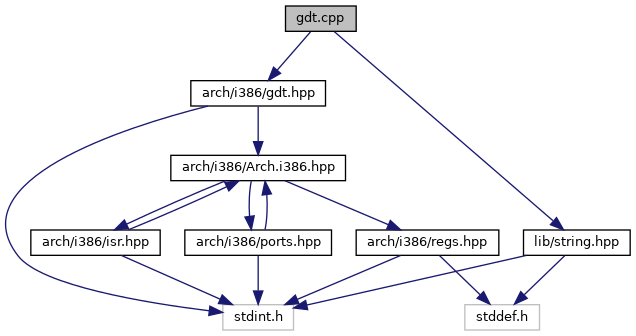 gdt.cpp
arch/i386/gdt.hpp
arch/i386/Arch.i386.hpp
arch/i386/isr.hpp
arch/i386/ports.hpp
arch/i386/regs.hpp
lib/string.hpp
stdint.h
stddef.h